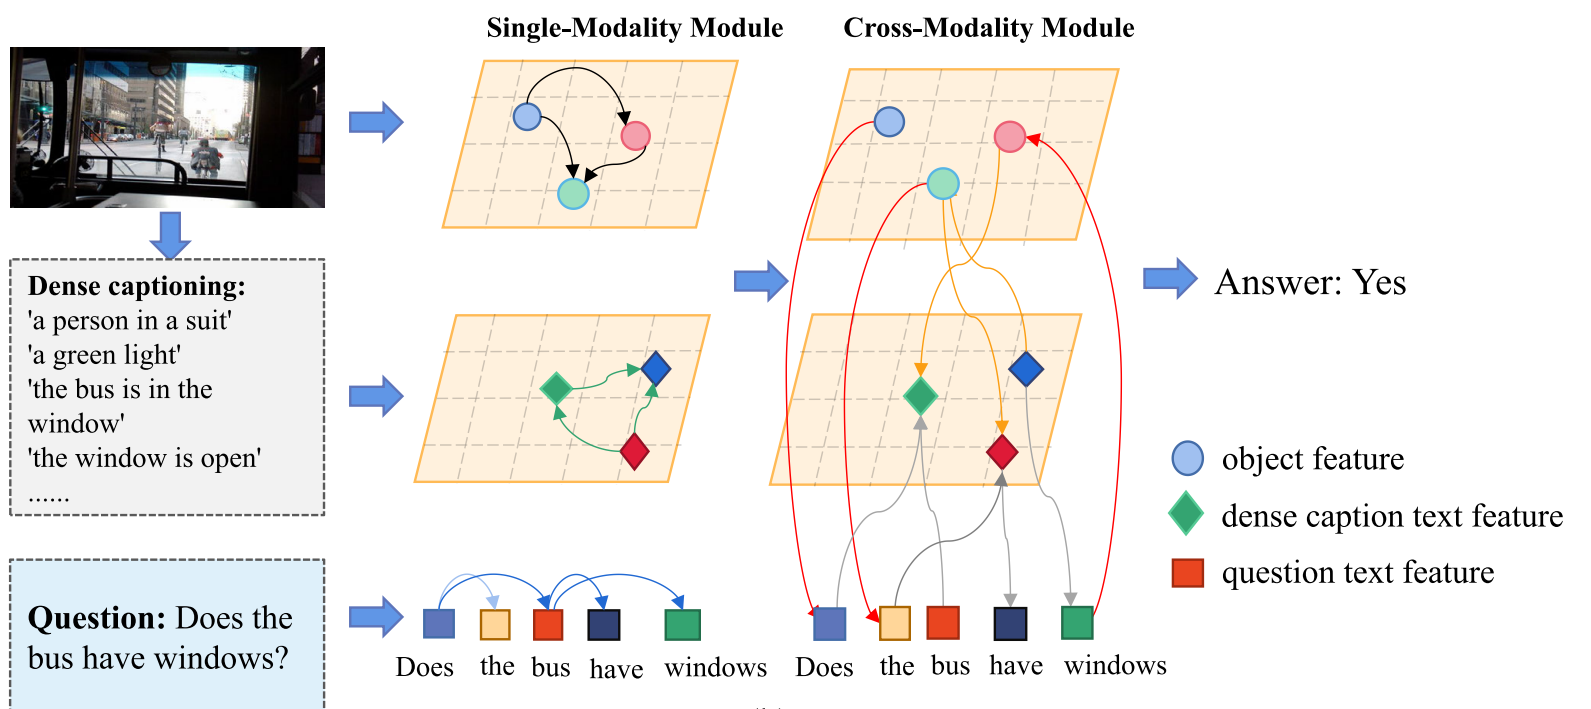 Single-Modality Module
Cross-Modality Module
Dense captioning:
'a person in a suit'
'a green light'
'the bus is in the
window'
'the window is open'
......
Question: Does the
bus have windows?
Does the bus have windows
Does the bus have windows
Answer: Yes
object feature
dense caption text feature
question text feature